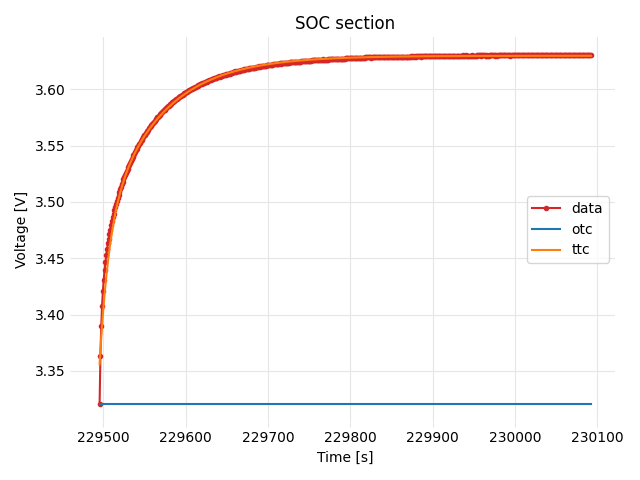 SOC section
Voltage [V]
3.60
3.55
3.50
3.45
3.40
3.35
data
otc
ttc
229500 229600 229700 229800 229900 230000 230100
Time [s]